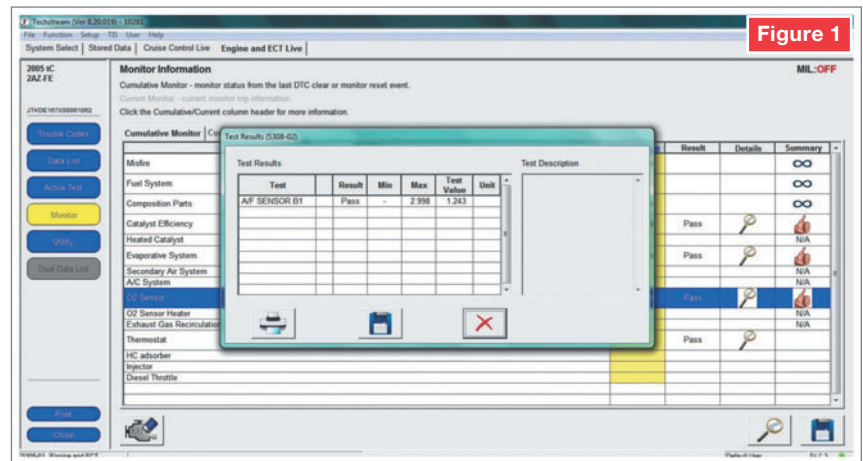 Techstream (Ver 8.20.019) - 10281
Figure 1
File Function Setup TIS User Help
System Select Stored Data Cruise Control Live Engine and ECT Live
2005 tC
2AZ-FE
Monitor Information
MIL:OFF
Cumulative Monitor - monitor status from the last DTC clear or monitor reset event.
Current Monitor - current monitor trip information.
Click the Cumulative/Current column header for more information.
Trouble Codes
Data List
Active Test
Monitor
Utility
Dual Data List
Print
Close
Cumulative Monitor
Result Details Summary
Misfire
Fuel System
Composition Parts
Catalyst Efficiency Pass
Heated Catalyst N/A
Evaporative System Pass
Secondary Air System N/A
A/C System N/A
O2 Sensor Pass
O2 Sensor Heater N/A
Exhaust Gas Recirculation N/A
Thermostat Pass
HC adsorber
Injector
Diesel Throttle
Test Results (5308-02)
Test Results
Test Description
Test Result Min Max Test Value Unit
A/F SENSOR B1 Pass - 2.998 1.243
Default User